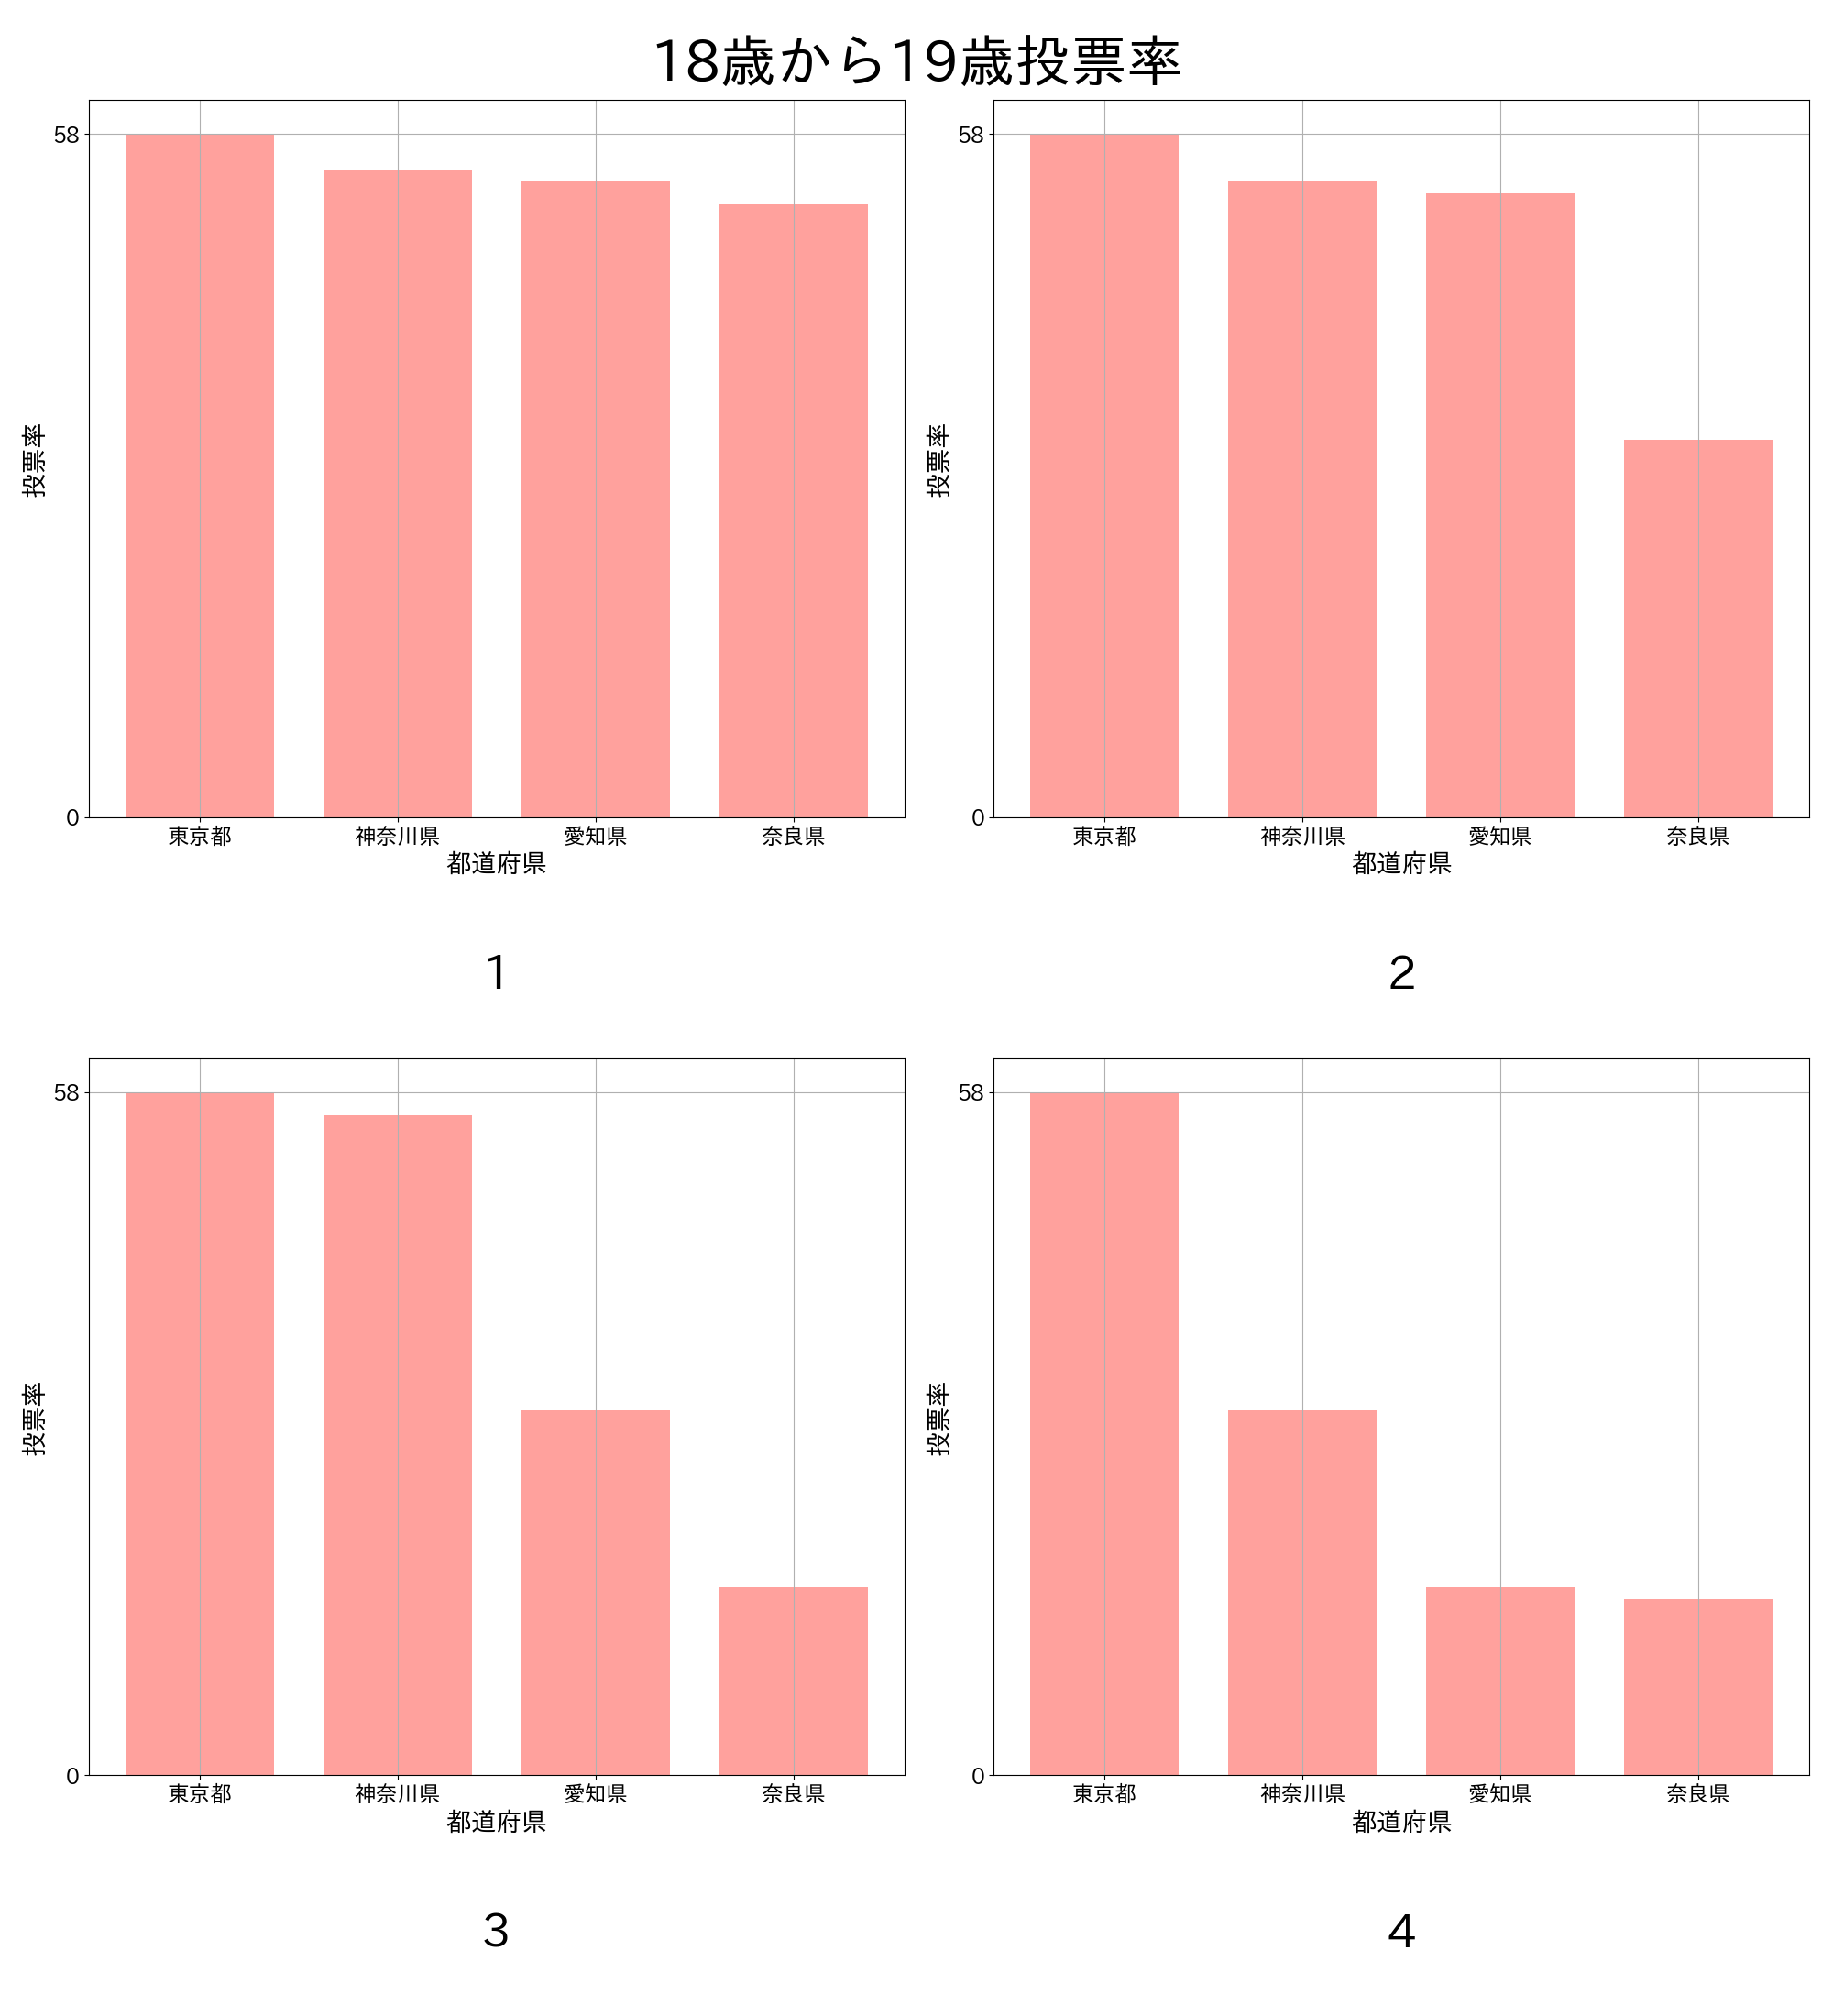 18歳から19歳投票率
58
投票率
0
東京都 神奈川県 愛知県 奈良県
都道府県
1
58
投票率
0
東京都 神奈川県 愛知県 奈良県
都道府県
2
58
投票率
0
東京都 神奈川県 愛知県 奈良県
都道府県
3
58
投票率
0
東京都 神奈川県 愛知県 奈良県
都道府県
4